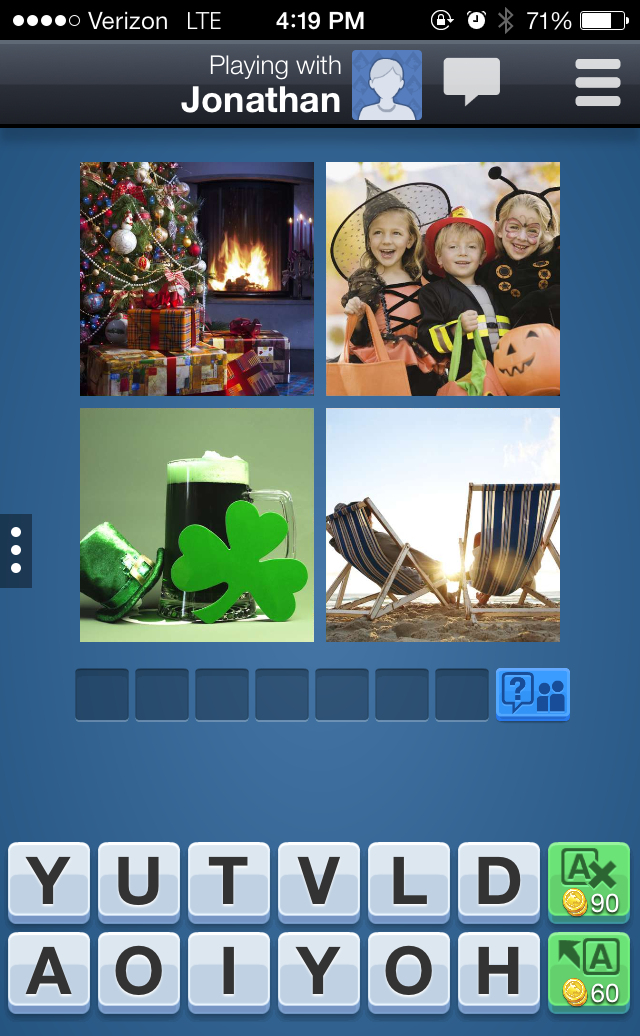 Verizon LTE 4:19 PM 71%
Playing with
Jonathan
?
Y U T V L D
A 90
A O I Y O H
A 60